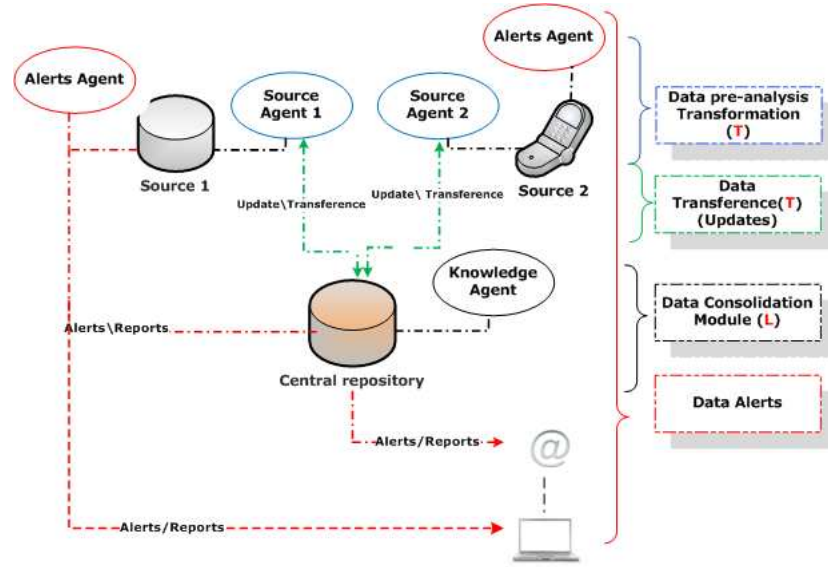 Alerts Agent
Alerts Agent
Source
Agent 1
Source
Agent 2
Source 1
Source 2
Update\Transference
Update\ Transference
Knowledge
Agent
Alerts\Reports
Central repository
Alerts/Reports
@
Alerts/Reports
Data pre-analysis
Transformation
(T)
Data
Transference(T)
(Updates)
Data Consolidation
Module (L)
Data Alerts